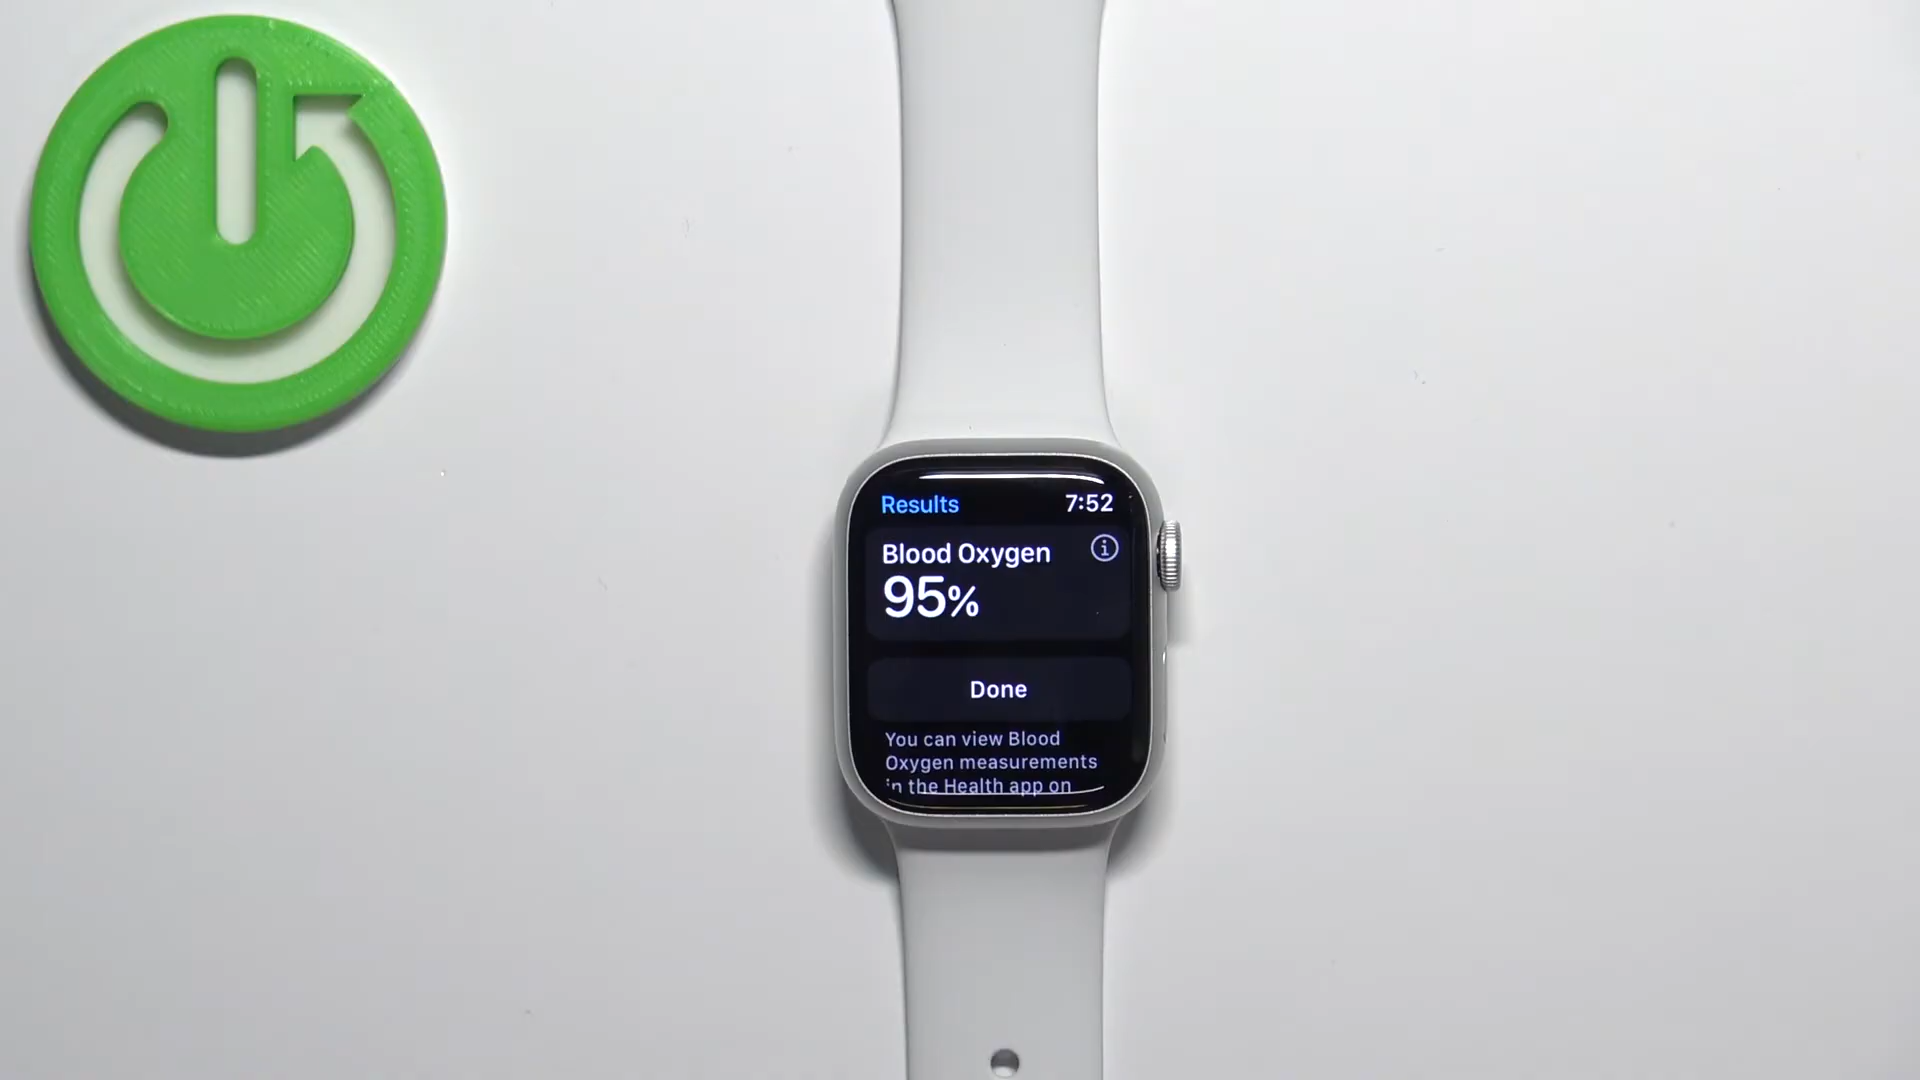 Results 7:52
Blood Oxygen
95%
Done
You can view Blood
Oxygen measurements
in the Health app on